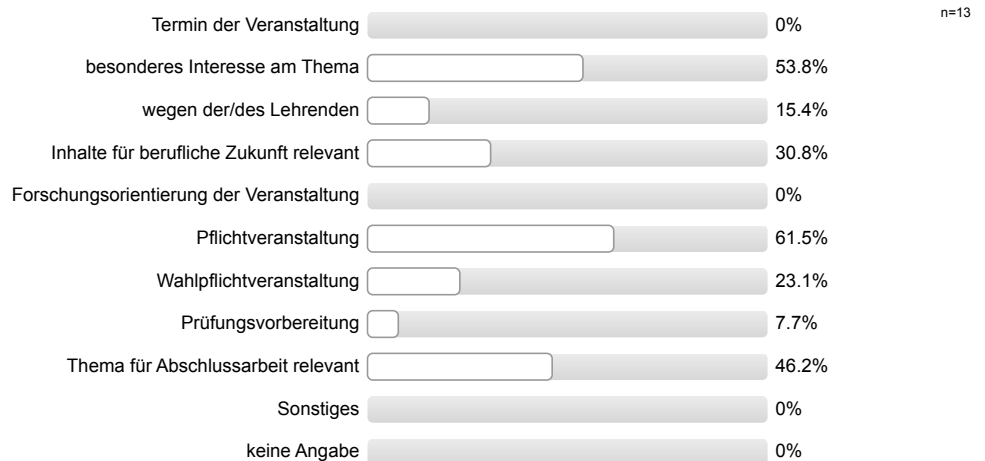 n=13
Termin der Veranstaltung 0%
besonderes Interesse am Thema 53.8%
wegen der/des Lehrenden 15.4%
Inhalte für berufliche Zukunft relevant 30.8%
Forschungsorientierung der Veranstaltung 0%
Pflichtveranstaltung 61.5%
Wahlpflichtveranstaltung 23.1%
Prüfungsvorbereitung 7.7%
Thema für Abschlussarbeit relevant 46.2%
Sonstiges 0%
keine Angabe 0%